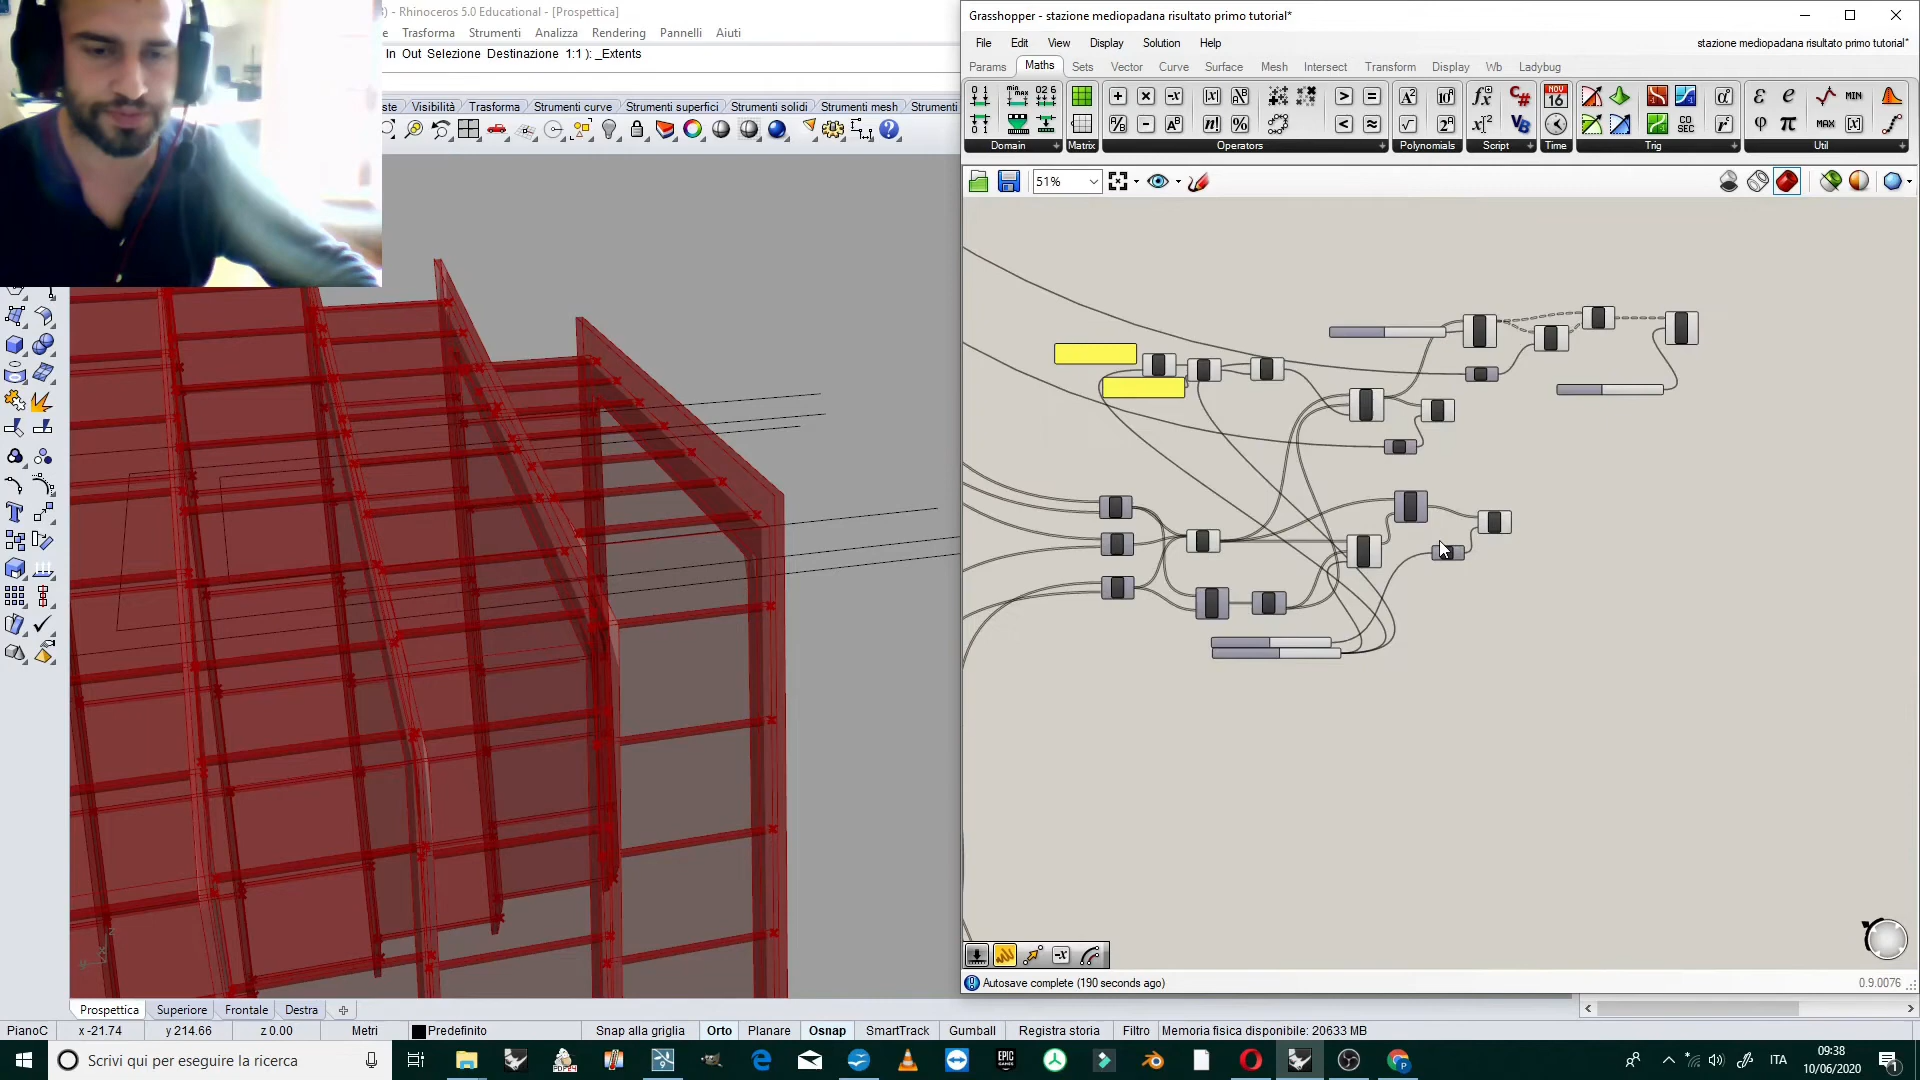 ) - Rhinoceros 5.0 Educational - [Prospettica]
e Trasforma Strumenti Analizza Rendering Pannelli Aiuti
In Out Selezione Destinazione 1:1 ): _Extents
ste Visibilità Trasforma Strumenti curve Strumenti superfici Strumenti solidi Strumenti mesh Strumenti
Grasshopper - stazione mediopadana risultato primo tutorial*
File Edit View Display Solution Help
stazione mediopadana risultato primo tutorial*
Params Maths Sets Vector Curve Surface Mesh Intersect Transform Display Wb Ladybug
Domain Matrix Operators Polynomials Script Time Trig Util
51%
Autosave complete (190 seconds ago)
0.9.0076
Prospettica Superiore Frontale Destra
PianoC x -21.74 y 214.66 z 0.00 Metri Predefinito Snap alla griglia Orto Planare Osnap SmartTrack Gumball Registra storia Filtro Memoria fisica disponibile: 20633 MB
Scrivi qui per eseguire la ricerca
ITA
09:38
10/06/2020